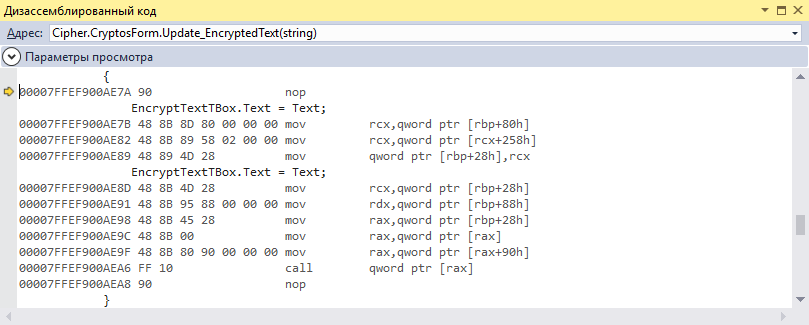 Дизассемблированный код
Адрес: Cipher.CryptosForm.Update_EncryptedText(string)
Параметры просмотра
{
00007FFEF900AE7A 90 nop
EncryptTextTBox.Text = Text;
00007FFEF900AE7B 48 8B 8D 80 00 00 00 mov rcx,qword ptr [rbp+80h]
00007FFEF900AE82 48 8B 89 58 02 00 00 mov rcx,qword ptr [rcx+258h]
00007FFEF900AE89 48 89 4D 28 mov qword ptr [rbp+28h],rcx
EncryptTextTBox.Text = Text;
00007FFEF900AE8D 48 8B 4D 28 mov rcx,qword ptr [rbp+28h]
00007FFEF900AE91 48 8B 95 88 00 00 00 mov rdx,qword ptr [rbp+88h]
00007FFEF900AE98 48 8B 45 28 mov rax,qword ptr [rbp+28h]
00007FFEF900AE9C 48 8B 00 mov rax,qword ptr [rax]
00007FFEF900AE9F 48 8B 80 90 00 00 00 mov rax,qword ptr [rax+90h]
00007FFEF900AEA6 FF 10 call qword ptr [rax]
00007FFEF900AEA8 90 nop
}